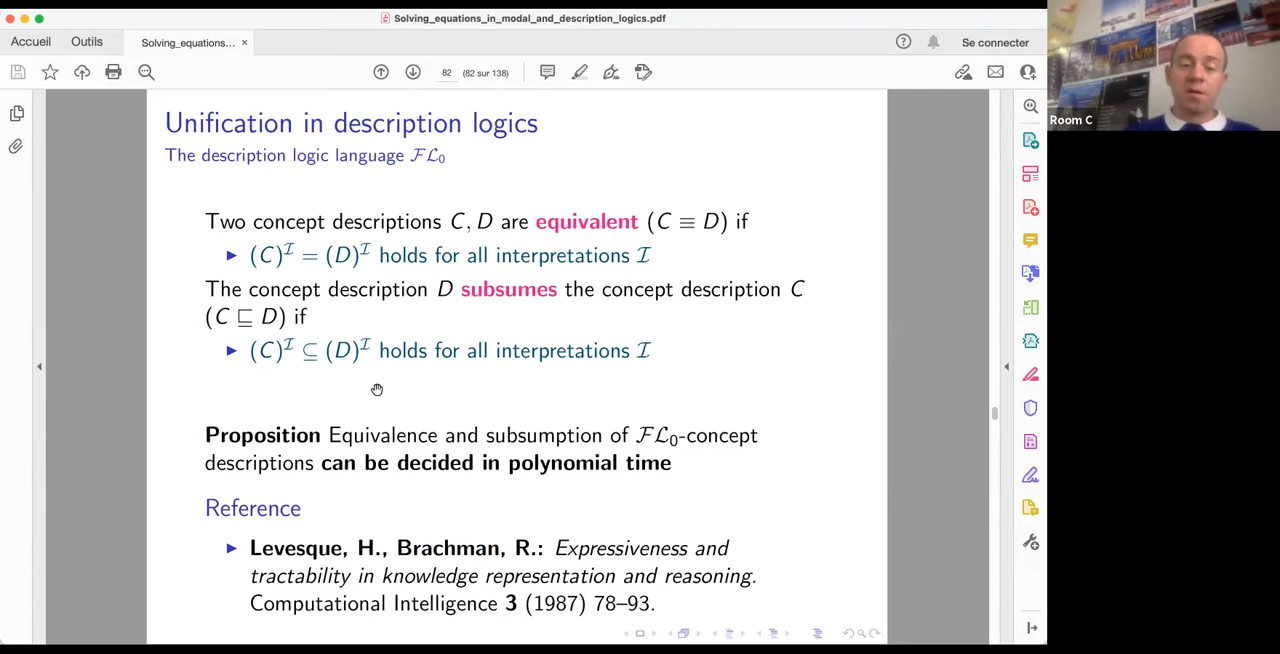 Solving_equations_in_modal_and_description_logics.pdf
Accueil Outils Solving_equations... × Se connecter
82 (82 sur 138)
Room C
Unification in description logics
The description logic language ℱℒ₀
Two concept descriptions C, D are equivalent (C ≡ D) if
▶ (C)^ℐ = (D)^ℐ holds for all interpretations ℐ
The concept description D subsumes the concept description C
(C ⊑ D) if
▶ (C)^ℐ ⊆ (D)^ℐ holds for all interpretations ℐ
Proposition Equivalence and subsumption of ℱℒ₀-concept
descriptions can be decided in polynomial time
Reference
▶ Levesque, H., Brachman, R.: Expressiveness and
tractability in knowledge representation and reasoning.
Computational Intelligence 3 (1987) 78–93.